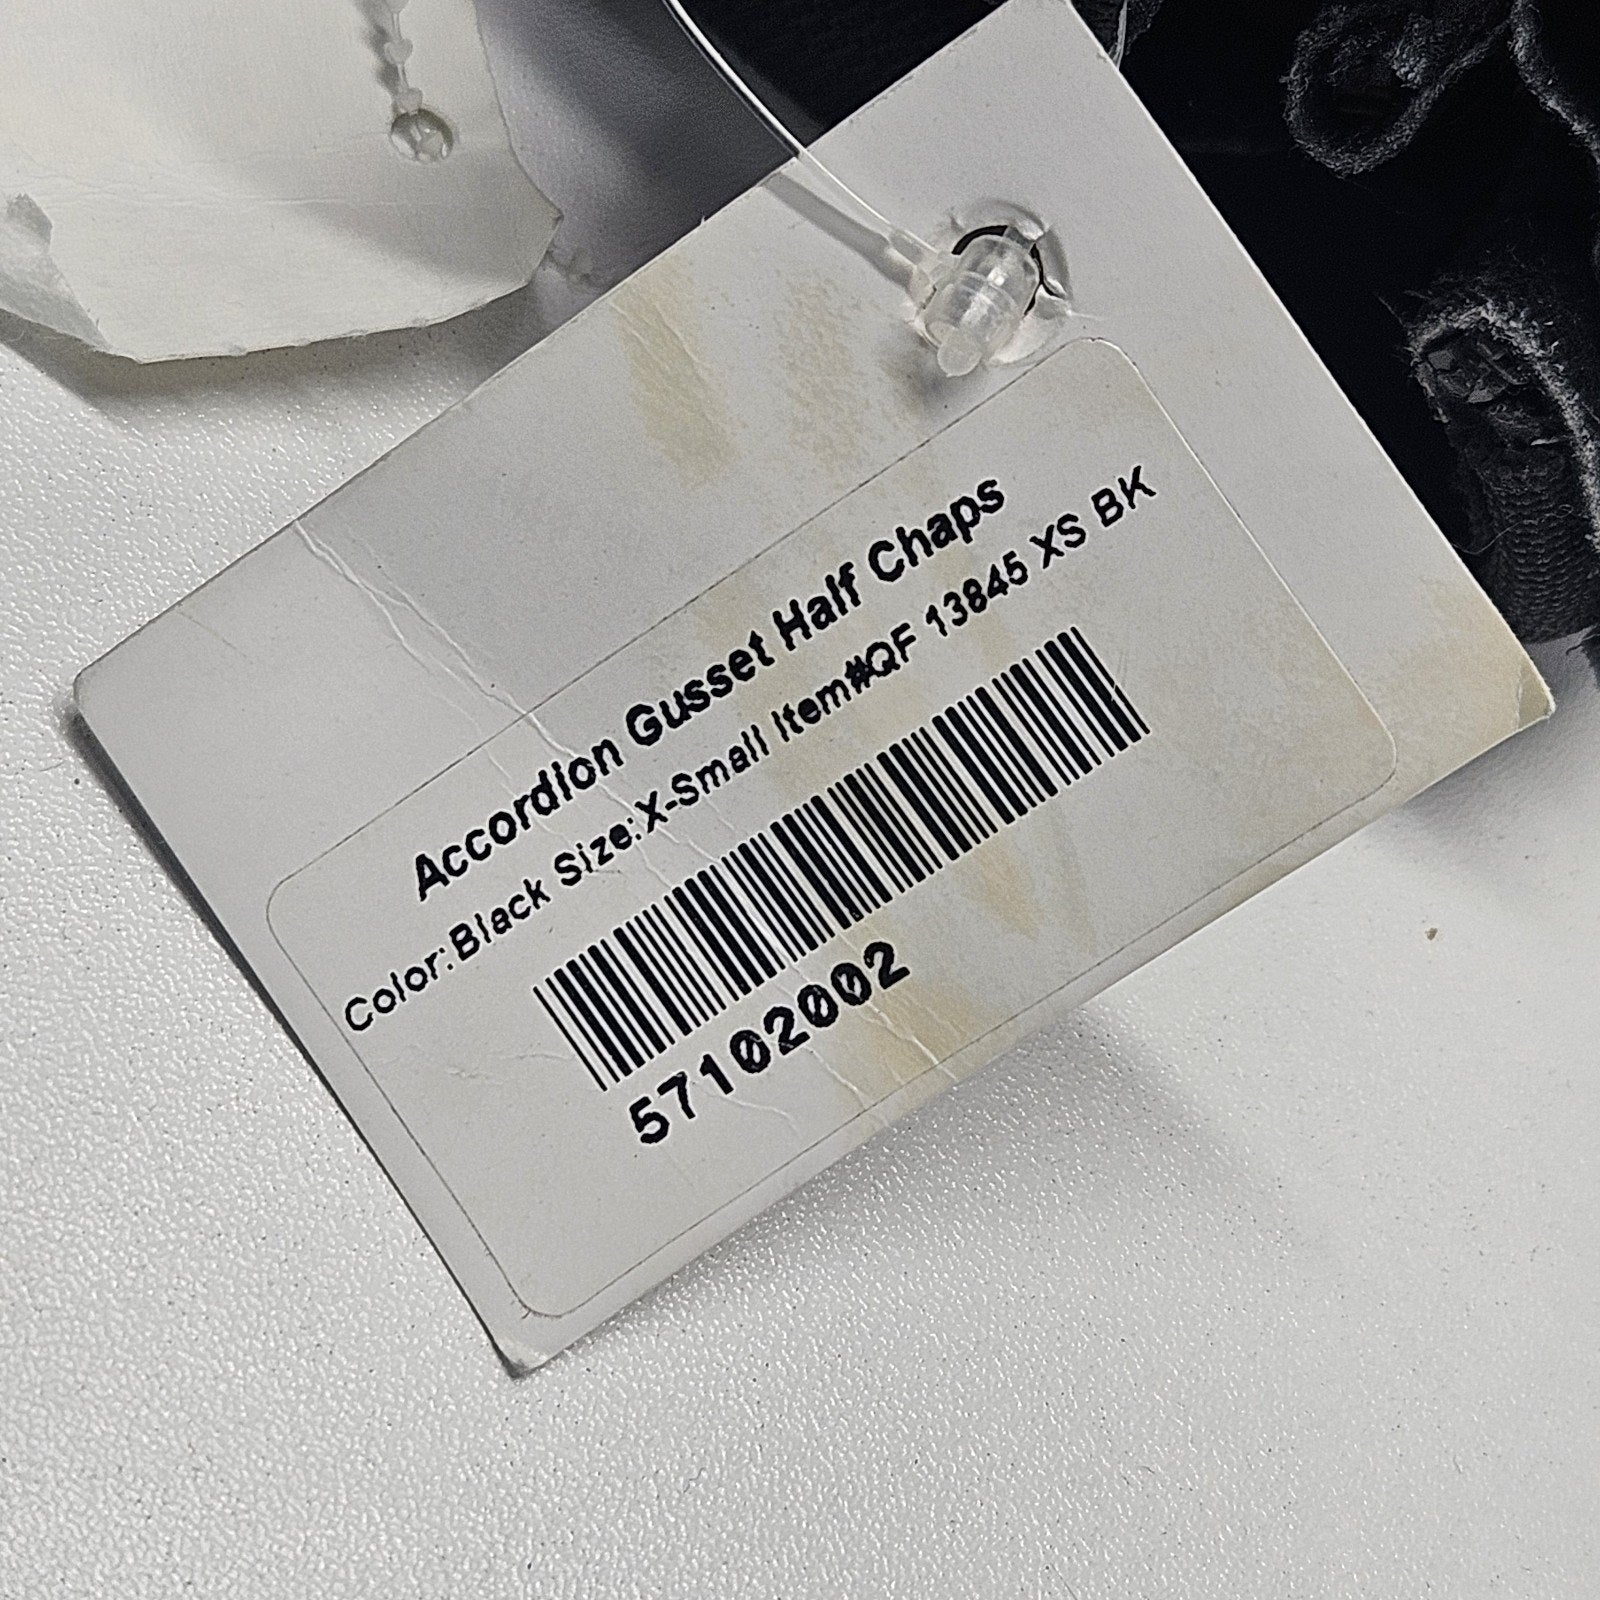 Accordion Gusset Half Chaps
Color:Black Size:X-Small Item#QF 13845 XS BK
57102002